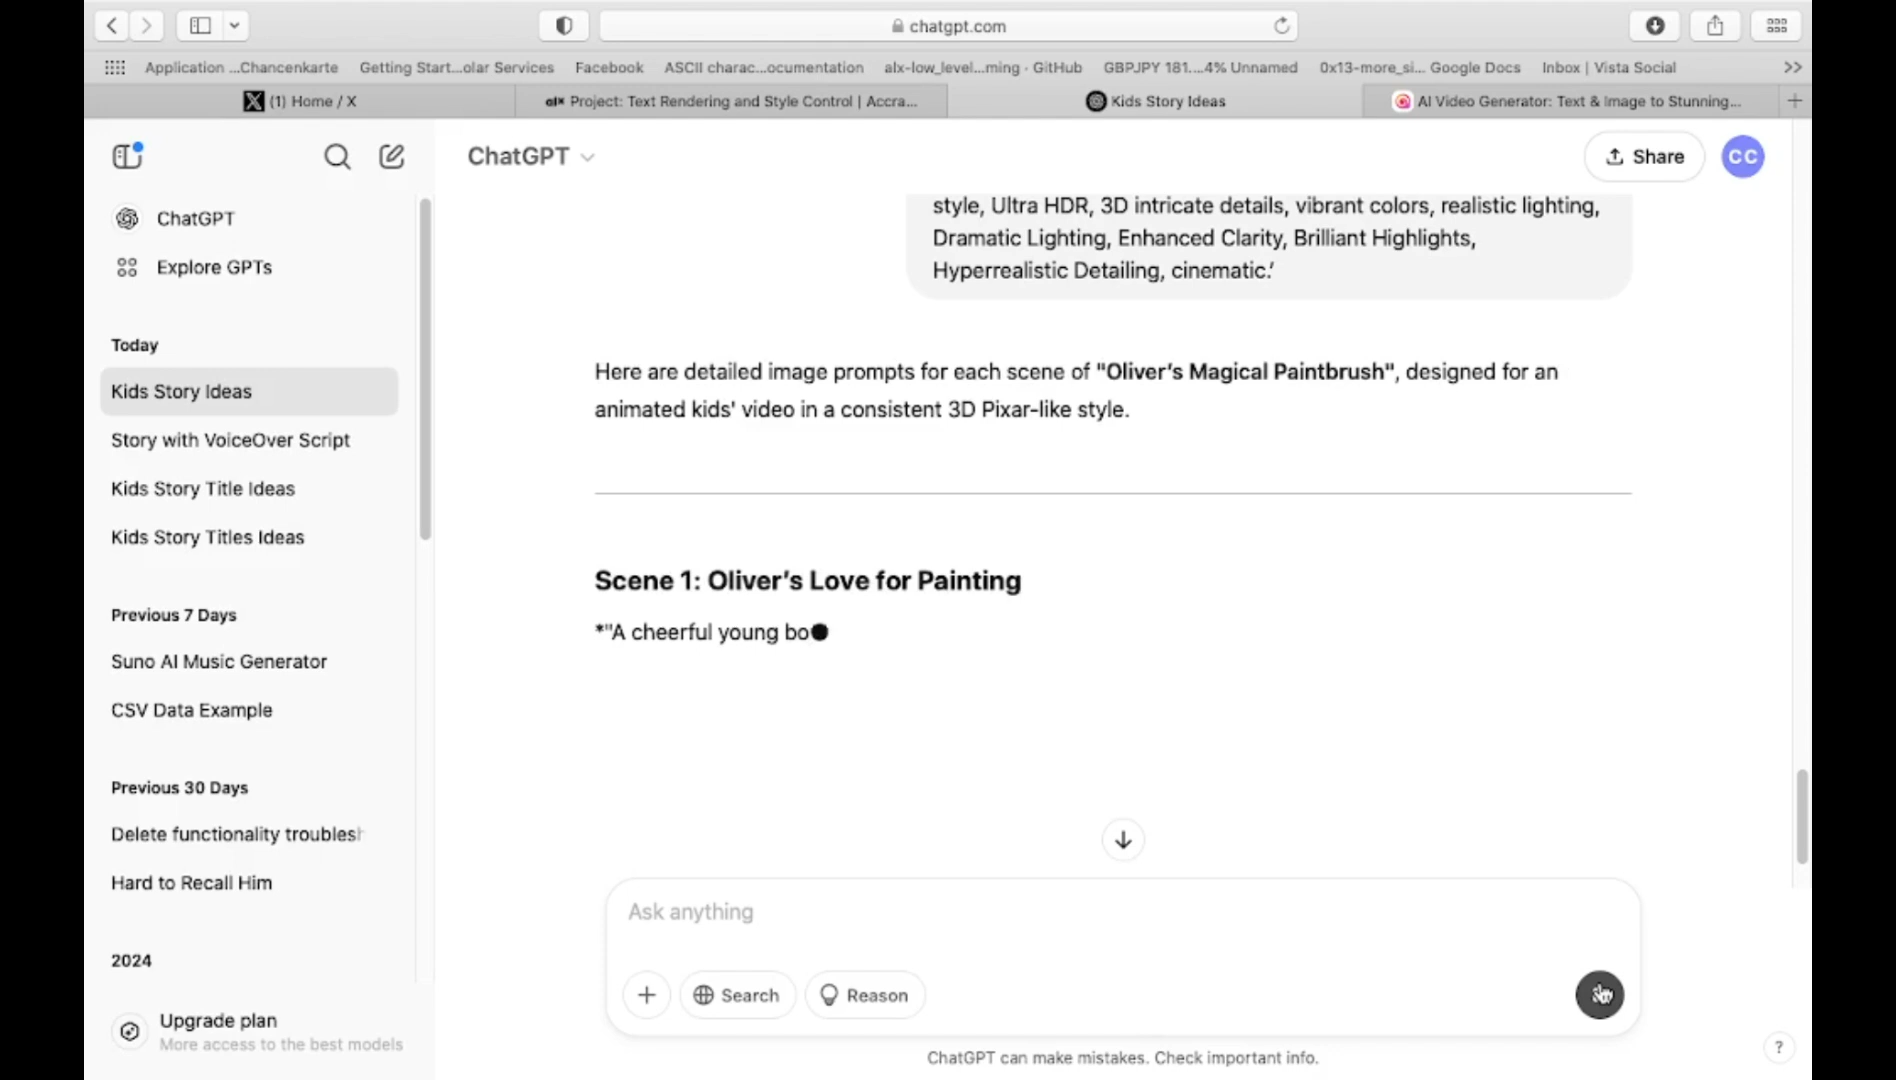 chatgpt.com
Application ...Chancenkarte
Getting Start...olar Services
Facebook
ASCII charac...ocumentation
alx-low_level...ming · GitHub
GBPJPY 181....4% Unnamed
0x13-more_si... Google Docs
Inbox | Vista Social
(1) Home / X
Project: Text Rendering and Style Control | Accra...
Kids Story Ideas
AI Video Generator: Text & Image to Stunning...
ChatGPT
Share
CC
ChatGPT
Explore GPTs
Today
Kids Story Ideas
Story with VoiceOver Script
Kids Story Title Ideas
Kids Story Titles Ideas
Previous 7 Days
Suno AI Music Generator
CSV Data Example
Previous 30 Days
Delete functionality troublesh
Hard to Recall Him
2024
Upgrade plan
More access to the best models
style, Ultra HDR, 3D intricate details, vibrant colors, realistic lighting,
Dramatic Lighting, Enhanced Clarity, Brilliant Highlights,
Hyperrealistic Detailing, cinematic.’
Here are detailed image prompts for each scene of "Oliver’s Magical Paintbrush", designed for an
animated kids' video in a consistent 3D Pixar-like style.
Scene 1: Oliver’s Love for Painting
*"A cheerful young bo
Ask anything
Search
Reason
ChatGPT can make mistakes. Check important info.
?